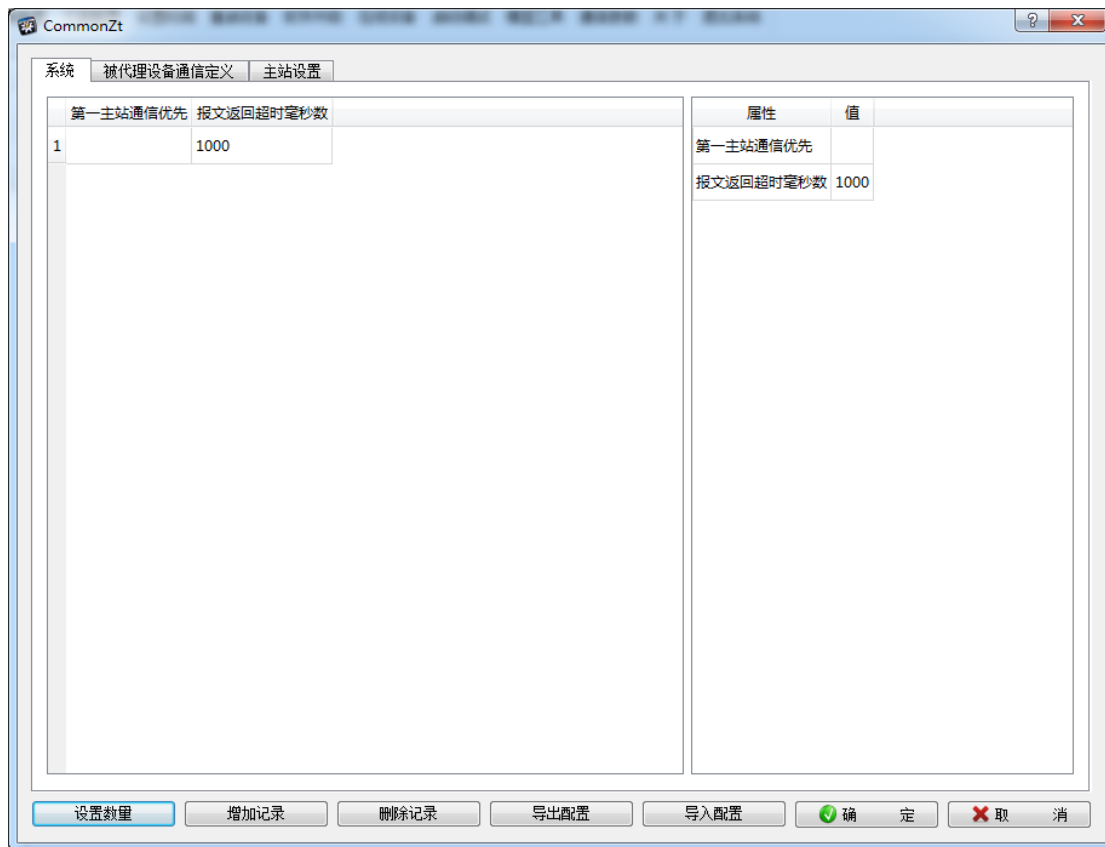 CommonZt
系统 被代理设备通信定义 主站设置
第一主站通信优先 报文返回超时毫秒数
1 1000
属性 值
第一主站通信优先
报文返回超时毫秒数 1000
设置数量 增加记录 删除记录 导出配置 导入配置 确 定 取 消